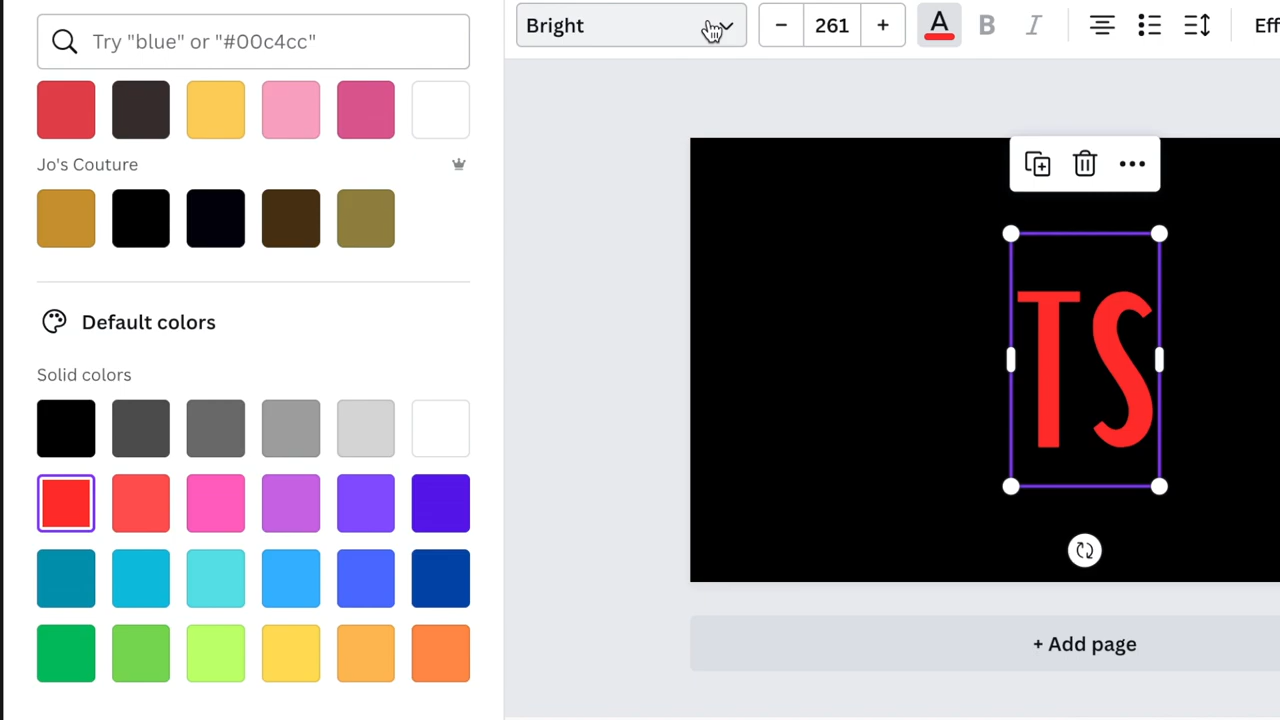 Try "blue" or "#00c4cc"
Jo's Couture
Default colors
Solid colors
Bright
− 261 +
A B I
Eff
TS
+ Add page